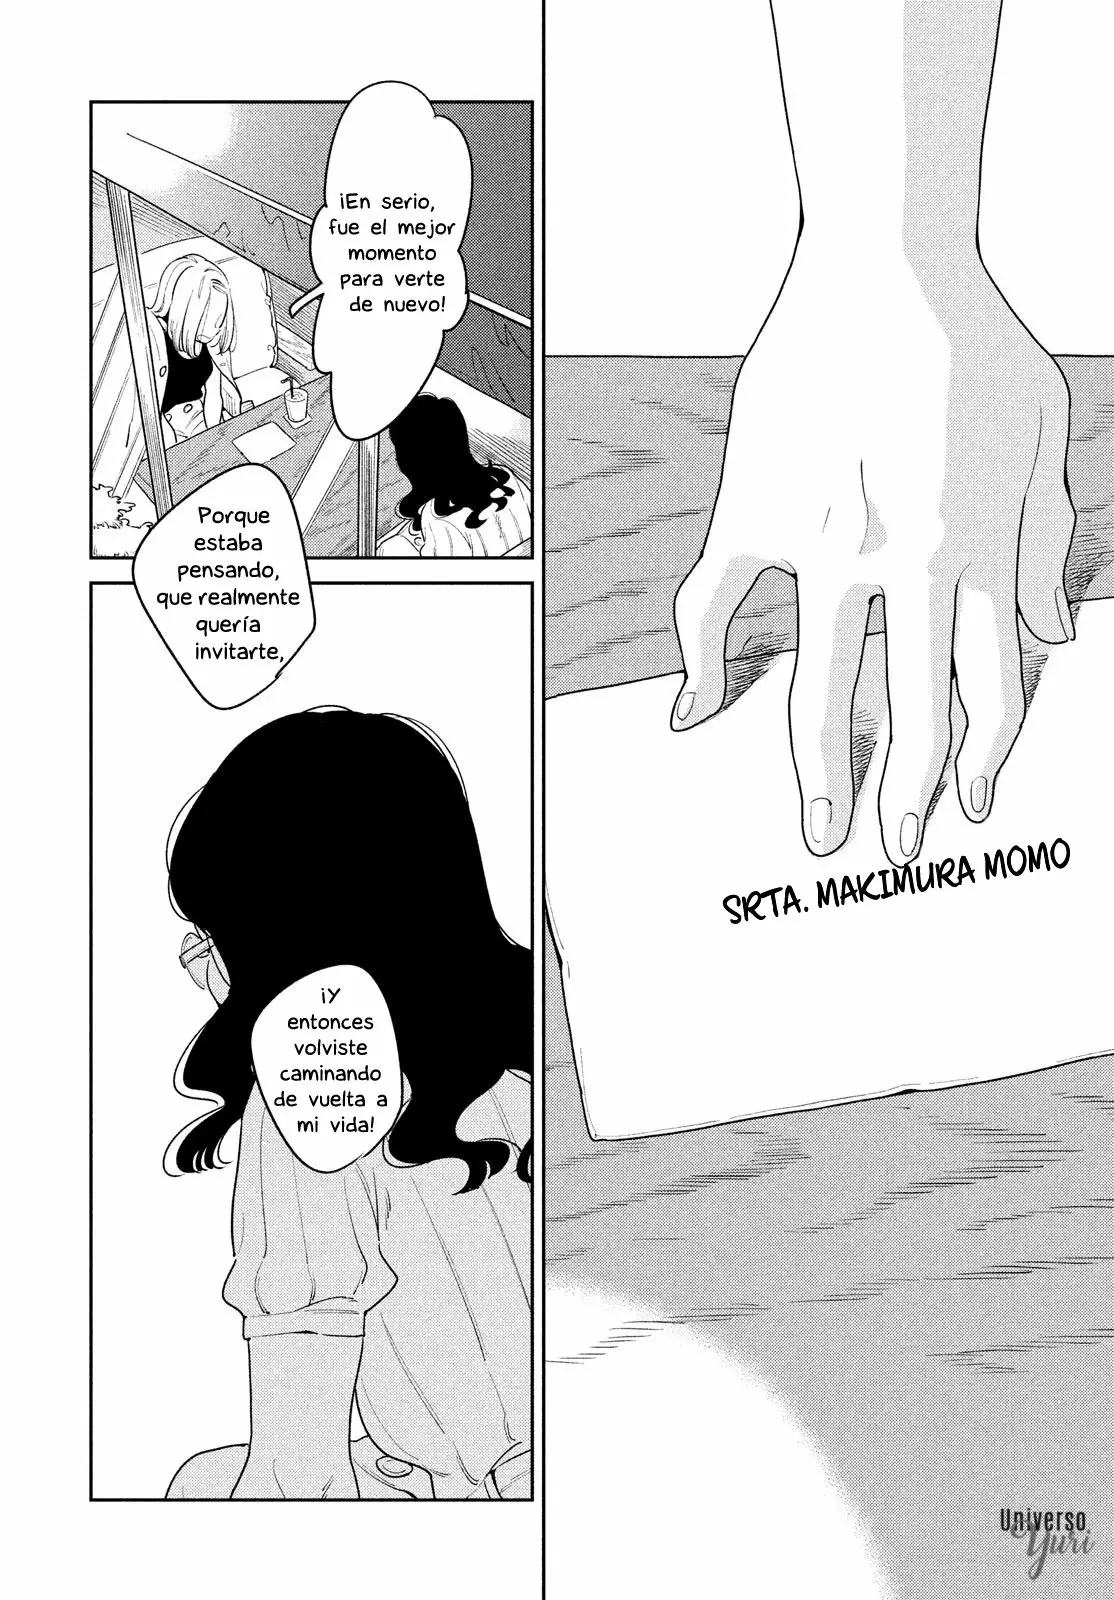 SRTA. MAKIMURA MOMO
¡En serio,
fue el mejor
momento
para verte
de nuevo!
Porque
estaba
pensando,
que realmente
quería
invitarte,
¡Y
entonces
volviste
caminando
de vuelta a
mi vida!
Universo
Yuri